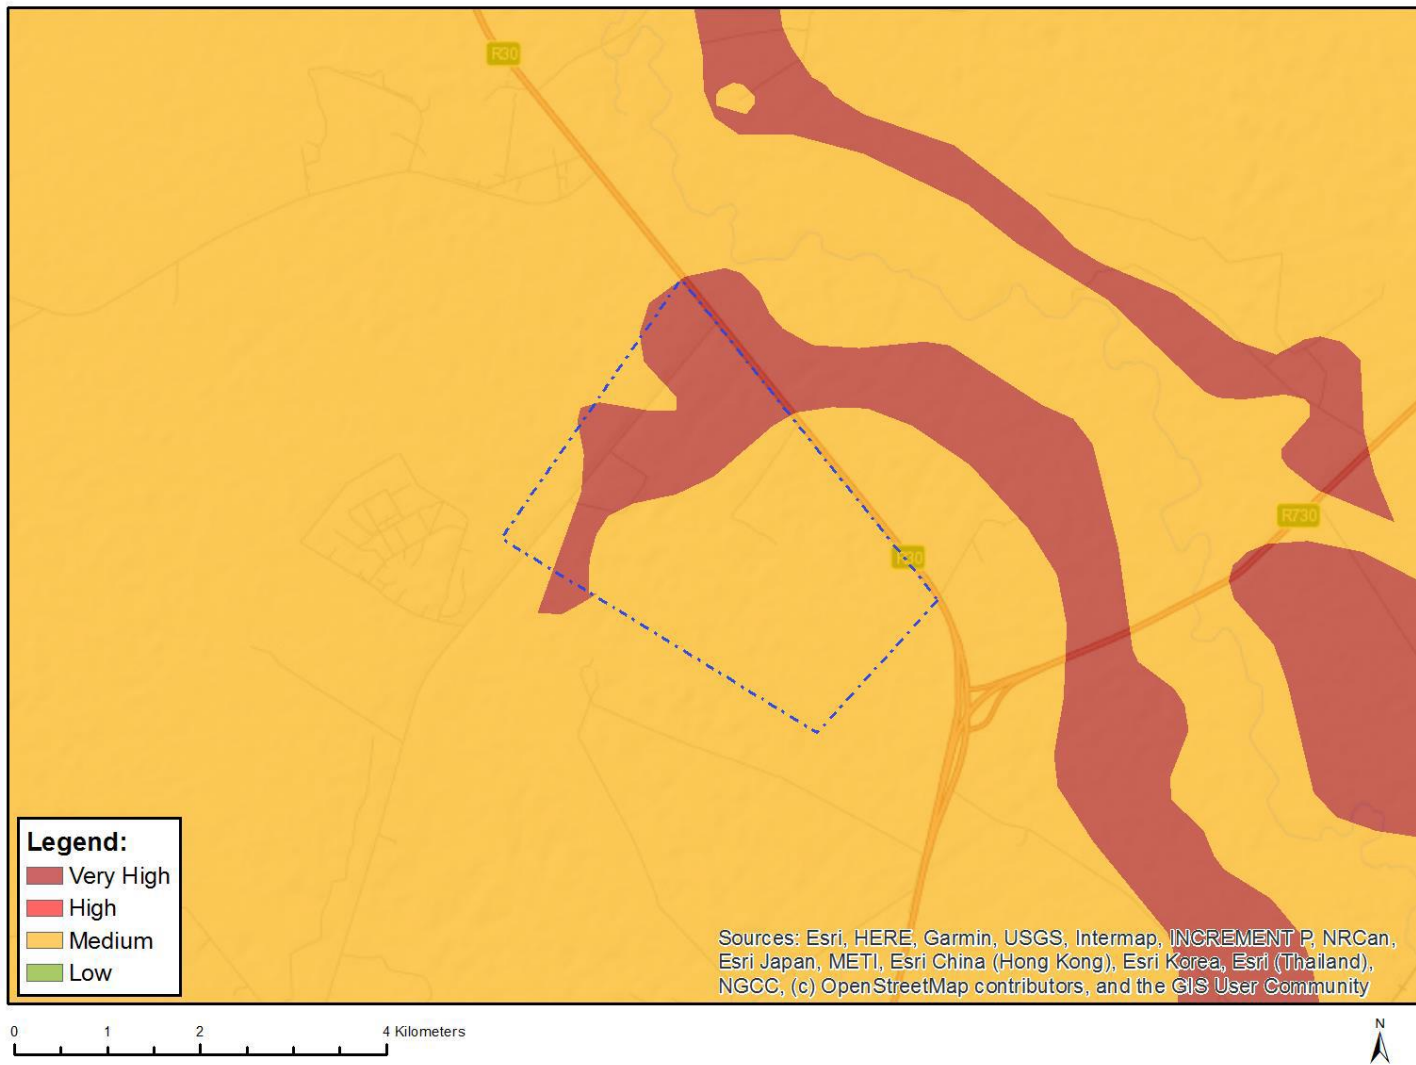 R30
R730
R30
Legend:
Very High
High
Medium
Low
Sources: Esri, HERE, Garmin, USGS, Intermap, INCREMENT P, NRCan,
Esri Japan, METI, Esri China (Hong Kong), Esri Korea, Esri (Thailand),
NGCC, (c) OpenStreetMap contributors, and the GIS User Community
0 1 2 4 Kilometers
N